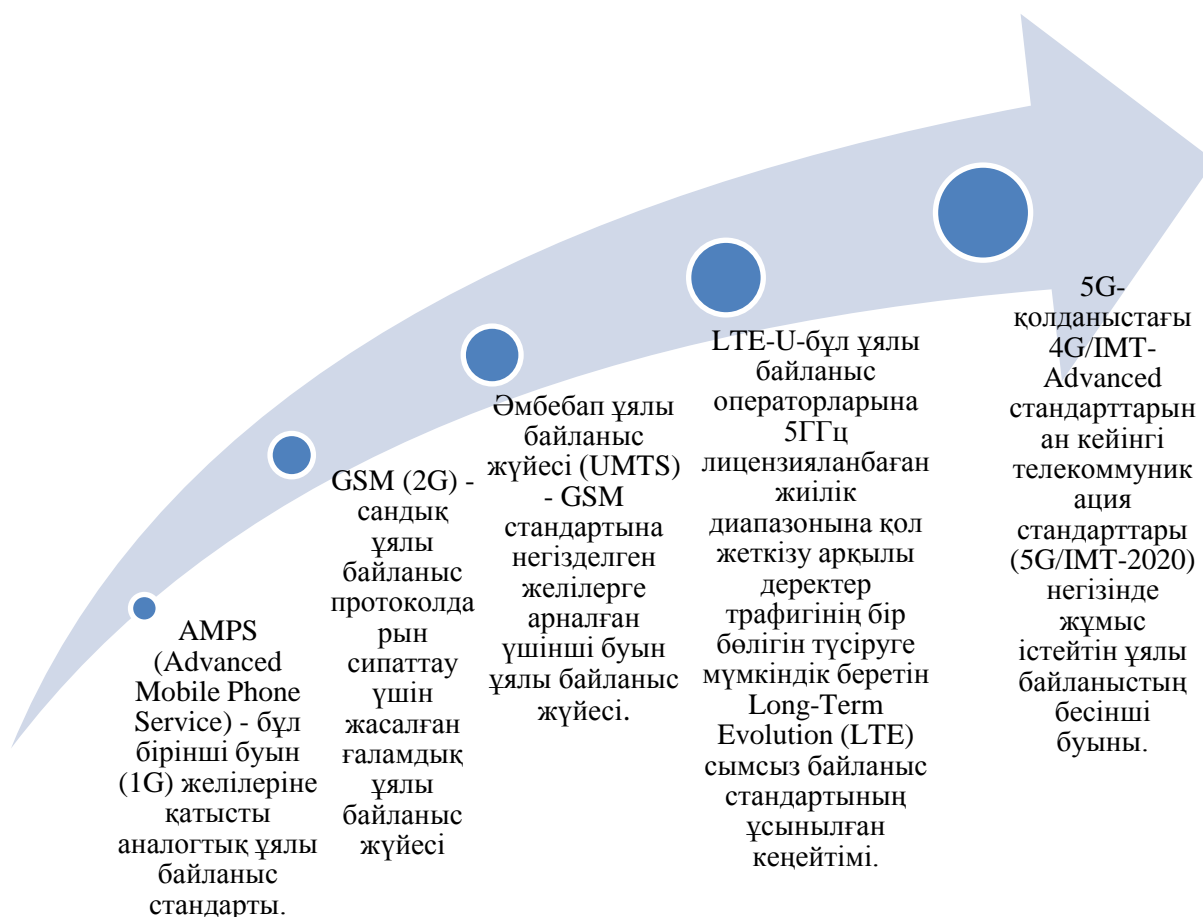 AMPS
(Advanced
Mobile Phone
Service) - бұл
бірінші буын
(1G) желілеріне
қатысты
аналогтық ұялы
байланыс
стандарты.
GSM (2G) -
сандық
ұялы
байланыс
протоколда
рын
сипаттау
үшін
жасалған
ғаламдық
ұялы
байланыс
жүйесі
Әмбебап ұялы
байланыс
жүйесі (UMTS)
- GSM
стандартына
негізделген
желілерге
арналған
үшінші буын
ұялы байланыс
жүйесі.
LTE-U-бұл ұялы
байланыс
операторларына
5ГГц
лицензияланбаған
жиілік
диапазонына қол
жеткізу арқылы
деректер
трафигінің бір
бөлігін түсіруге
мүмкіндік беретін
Long-Term
Evolution (LTE)
сымсыз байланыс
стандартының
ұсынылған
кеңейтімі.
5G-
қолданыстағы
4G/IMT-
Advanced
стандарттарын
ан кейінгі
телекоммуник
ация
стандарттары
(5G/IMT-2020)
негізінде
жұмыс
істейтін ұялы
байланыстың
бесінші
буыны.